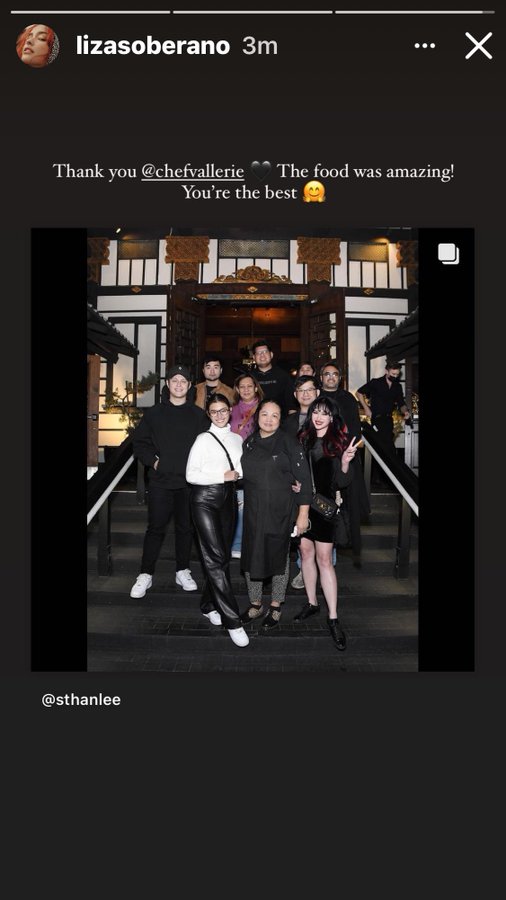 lizasoberano 3m
Thank you @chefvallerie 🖤 The food was amazing!
You’re the best 🤗
@sthanlee